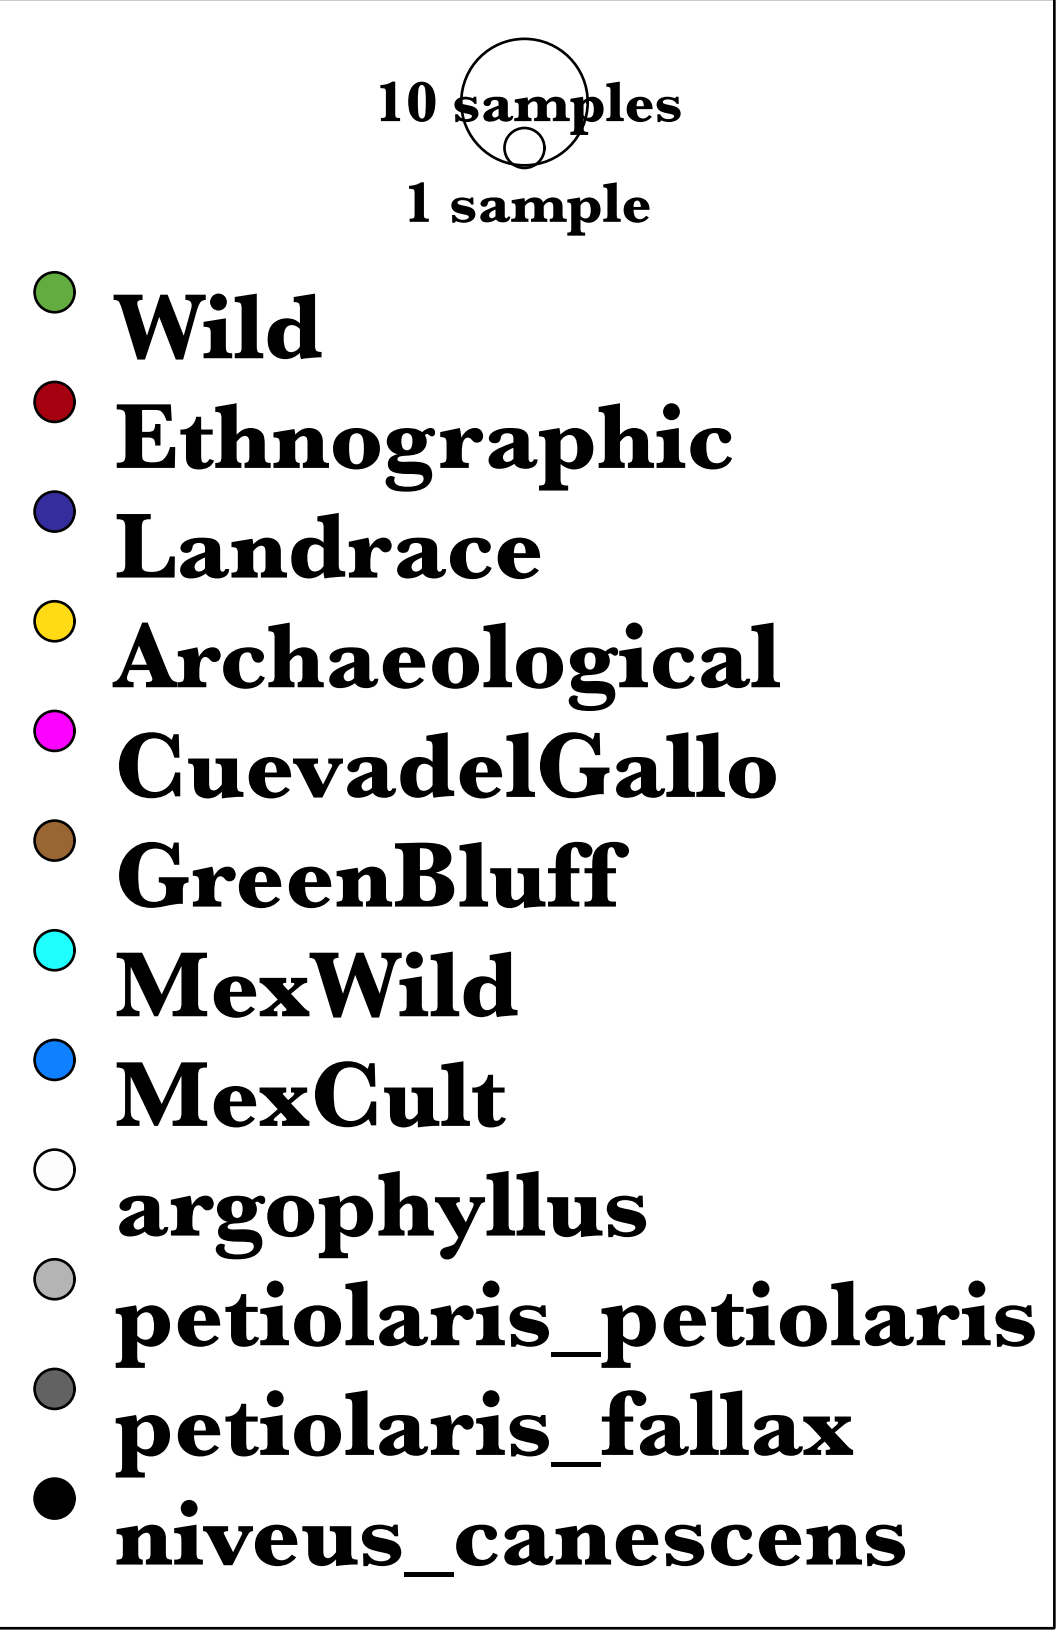 10 samples
1 sample
Wild
Ethnographic
Landrace
Archaeological
CuevadelGallo
GreenBluff
MexWild
MexCult
argophyllus
petiolaris_petiolaris
petiolaris_fallax
niveus_canescens